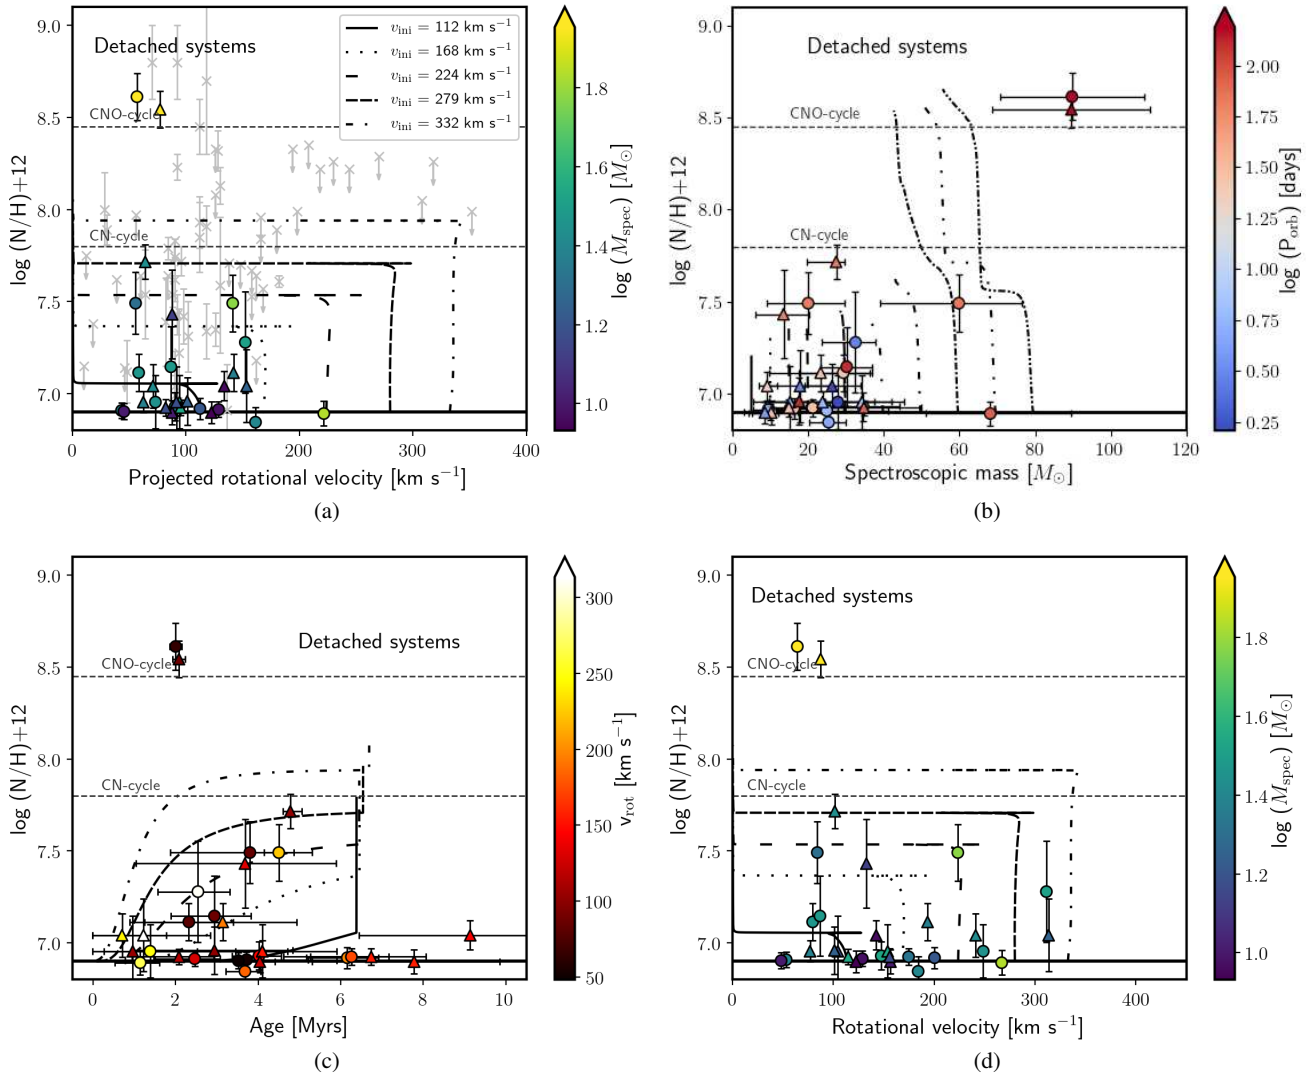 Detached systems
v_ini = 112 km s⁻¹
v_ini = 168 km s⁻¹
v_ini = 224 km s⁻¹
v_ini = 279 km s⁻¹
v_ini = 332 km s⁻¹
CNO-cycle
CN-cycle
9.0
8.5
8.0
7.5
7.0
log (N/H)+12
0 100 200 300 400
Projected rotational velocity [km s⁻¹]
1.8
1.6
1.4
1.2
1.0
log (M_spec) [M⊙]
(a)
Detached systems
CNO-cycle
CN-cycle
9.0
8.5
8.0
7.5
7.0
log (N/H)+12
0 20 40 60 80 100 120
Spectroscopic mass [M⊙]
2.00
1.75
1.50
1.25
1.00
0.75
0.50
0.25
log (P_orb) [days]
(b)
Detached systems
CNO-cycle
CN-cycle
9.0
8.5
8.0
7.5
7.0
log (N/H)+12
0 2 4 6 8 10
Age [Myrs]
300
250
200
150
100
50
v_rot [km s⁻¹]
(c)
Detached systems
CNO-cycle
CN-cycle
9.0
8.5
8.0
7.5
7.0
log (N/H)+12
0 100 200 300 400
Rotational velocity [km s⁻¹]
1.8
1.6
1.4
1.2
1.0
log (M_spec) [M⊙]
(d)